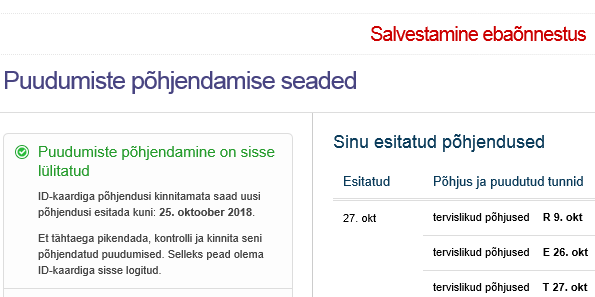 Salvestamine ebaõnnestus
Puudumiste põhjendamise seaded
Puudumiste põhjendamine on sisse
lülitatud
ID-kaardiga põhjendusi kinnitamata saad uusi
põhjendusi esitada kuni: 25. oktoober 2018.
Et tähtaega pikendada, kontrolli ja kinnita seni
põhjendatud puudumised. Selleks pead olema
ID-kaardiga sisse logitud.
Sinu esitatud põhjendused
Esitatud Põhjus ja puudutud tunnid
27. okt tervislikud põhjused R 9. okt
tervislikud põhjused E 26. okt
tervislikud põhjused T 27. okt